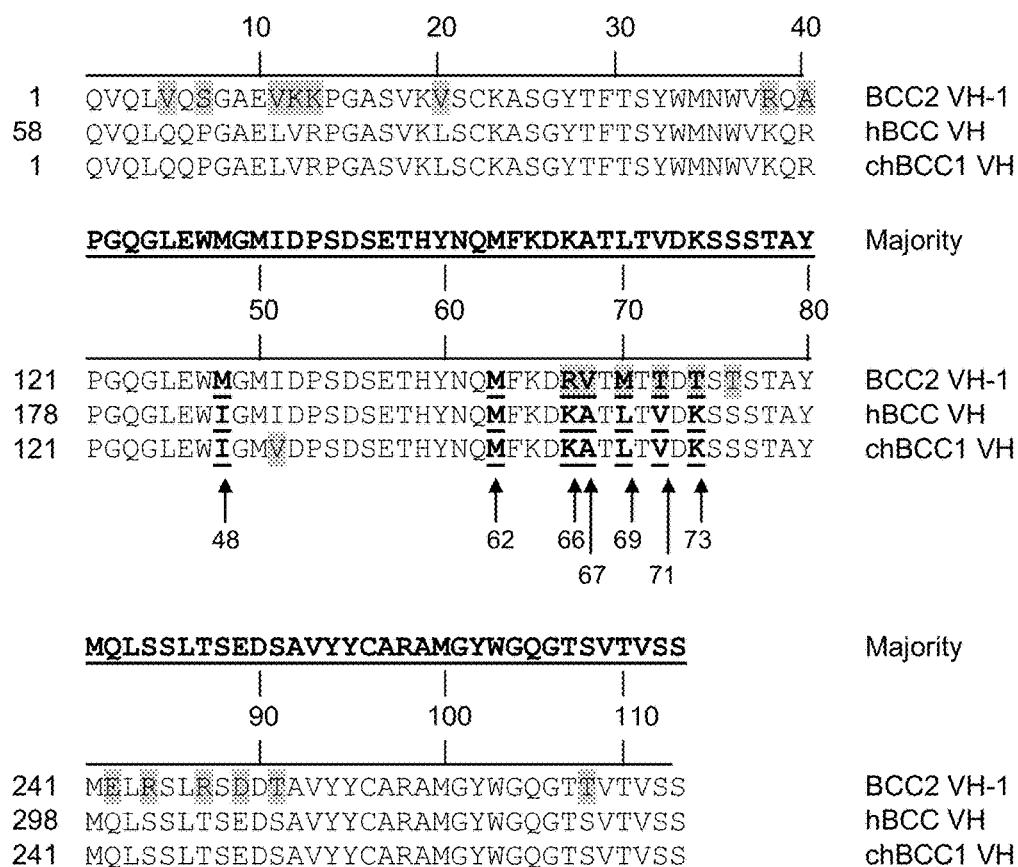 10 20 30 40
1 QVQLVQSGAEVKKPGASVKVSCKASGYTFTSYWMNWVRQA BCC2 VH-1
58 QVQLQQPGAELVRPGASVKLSCKASGYTFTSYWMNWVKQR hBCC VH
1 QVQLQQPGAELVRPGASVKLSCKASGYTFTSYWMNWVKQR chBCC1 VH
PGQGLEWMGMIDPSDSETHYNQMFKDKATLTVDKSSSTAY Majority
50 60 70 80
121 PGQGLEWMGMIDPSDSETHYNQMFKDRVTMTTDTSTSTAY BCC2 VH-1
178 PGQGLEWIGMIDPSDSETHYNQMFKDKATLTVDKSSSTAY hBCC VH
121 PGQGLEWIGMVDPSDSETHYNQMFKDKATLTVDKSSSTAY chBCC1 VH
48 62 66 69 73
67 71
MQLSSLTSEDSAVYYCARAMGYWGQGTSVTVSS Majority
90 100 110
241 MELRSLRSDDTAVYYCARAMGYWGQGTTVTVSS BCC2 VH-1
298 MQLSSLTSEDSAVYYCARAMGYWGQGTSVTVSS hBCC VH
241 MQLSSLTSEDSAVYYCARAMGYWGQGTSVTVSS chBCC1 VH